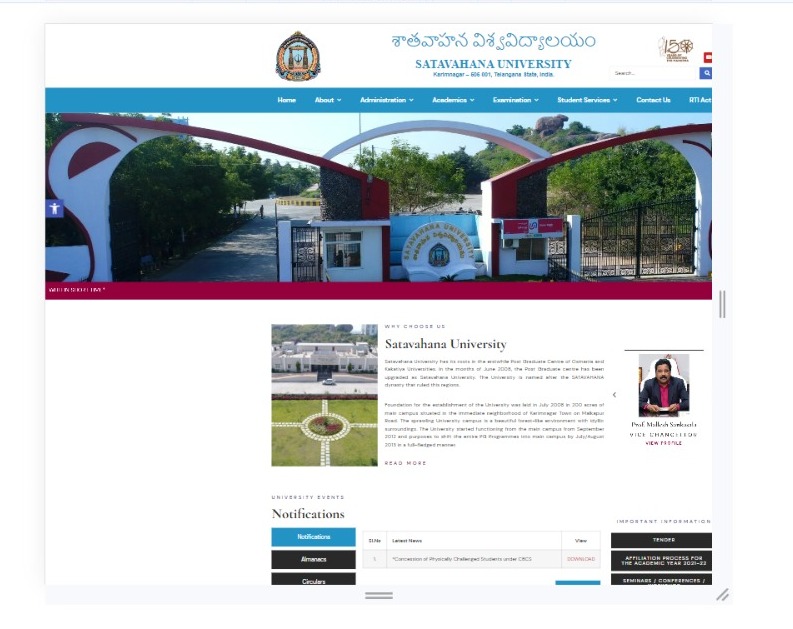 శాతవాహన విశ్వవిద్యాలయం
SATAVAHANA UNIVERSITY
Karimnagar – 505 001, Telangana State, India.
150
Search...
Home About Administration Academics Examination Student Services Contact Us RTI Act
SATAVAHANA UNIVERSITY
WITHIN SHORT TIME"
WHY CHOOSE US
Satavahana University
Satavahana University has its roots in the erstwhile Post Graduate Centre of Osmania and
Kakatiya Universities. In the months of June 2008, the Post Graduate centre has been
upgraded as Satavahana University. The University is named after the SATAVAHANA
dynasty that ruled this regions.
Foundation for the establishment of the University was laid in July 2008 in 200 acres of
main campus situated in the immediate neighborhood of Karimnagar Town on Malkapur
Road. The sprawling University campus is a beautiful forest-like environment with idyllic
surroundings. The University started functioning from the main campus from September
2012 and purposes to shift the entire PG Programmes into main campus by July/August
2013 in a full-fledged manner.
READ MORE
Prof. Mallesh Sankasala
VICE CHANCELLOR
VIEW PROFILE
UNIVERSITY EVENTS
Notifications
Notifications
Almanacs
Circulars
Sl.No Latest News View
1 *Concession of Physically Challenged Students under CBCS DOWNLOAD
IMPORTANT INFORMATION
TENDER
AFFILIATION PROCESS FOR
THE ACADEMIC YEAR 2021-22
SEMINARS / CONFERENCES /